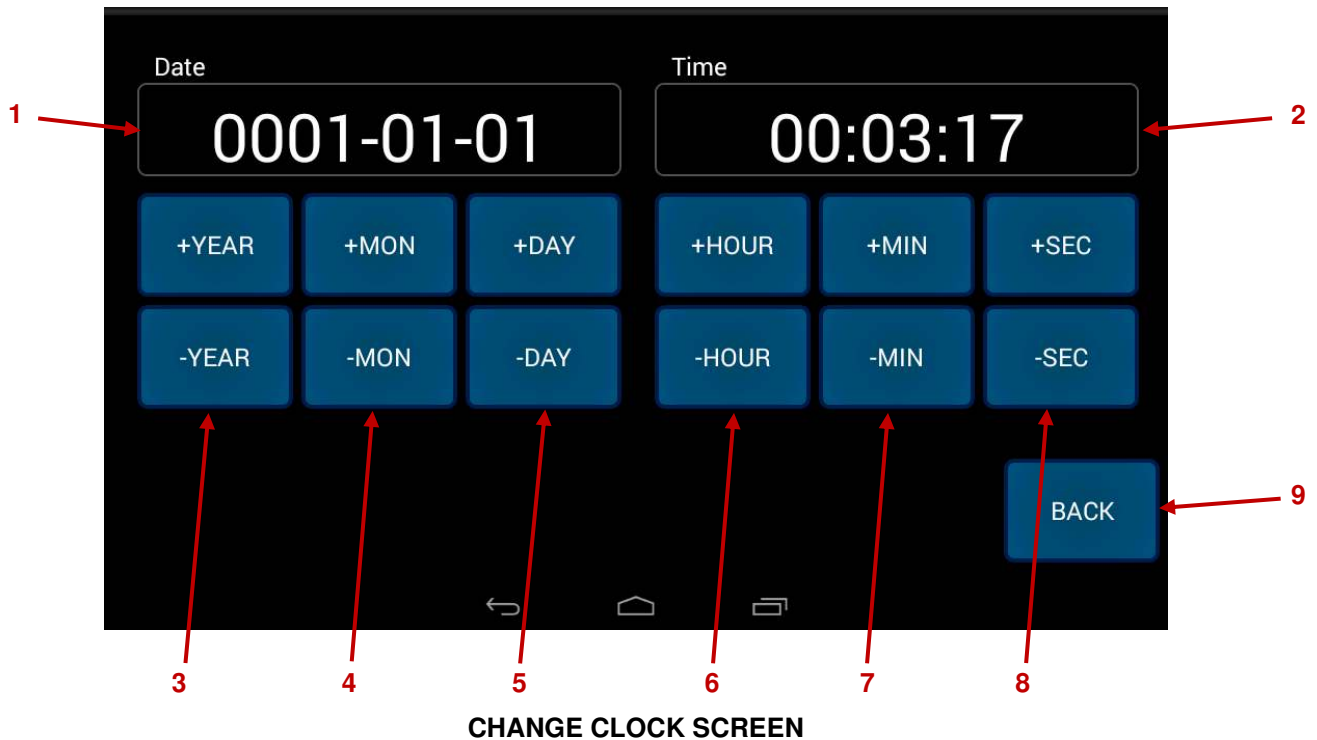 Date Time
1 0001-01-01 00:03:17 2
+YEAR +MON +DAY +HOUR +MIN +SEC
-YEAR -MON -DAY -HOUR -MIN -SEC
BACK 9
3 4 5 6 7 8
CHANGE CLOCK SCREEN